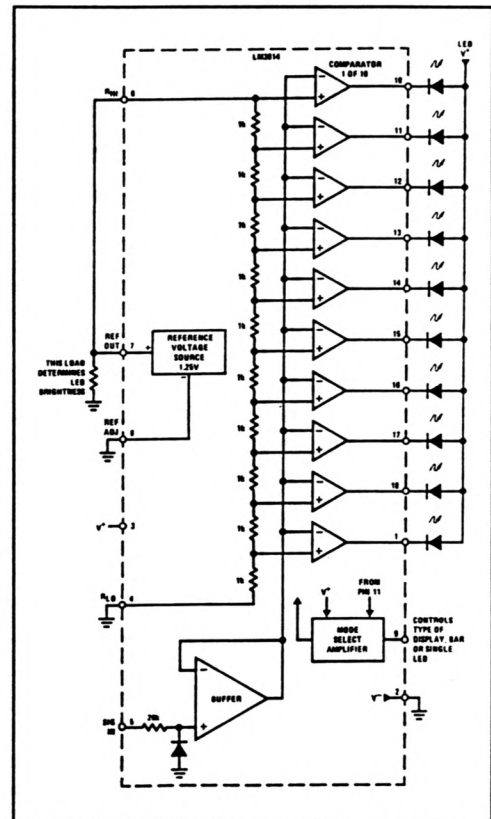 LM3914
LED
V+
COMPARATOR
1 OF 10
RHI
6
10
11
12
13
14
15
16
17
18
1
1k
1k
1k
1k
1k
1k
1k
1k
1k
1k
REF
OUT
7
+
−
REFERENCE
VOLTAGE
SOURCE
1.25V
THIS LOAD
DETERMINES
LED
BRIGHTNESS
REF
ADJ
8
V+
3
RLO
4
V+
FROM
PIN 11
MODE
SELECT
AMPLIFIER
9
CONTROLS
TYPE OF
DISPLAY, BAR
OR SINGLE
LED
BUFFER
V−
2
SIG
IN
5
20k